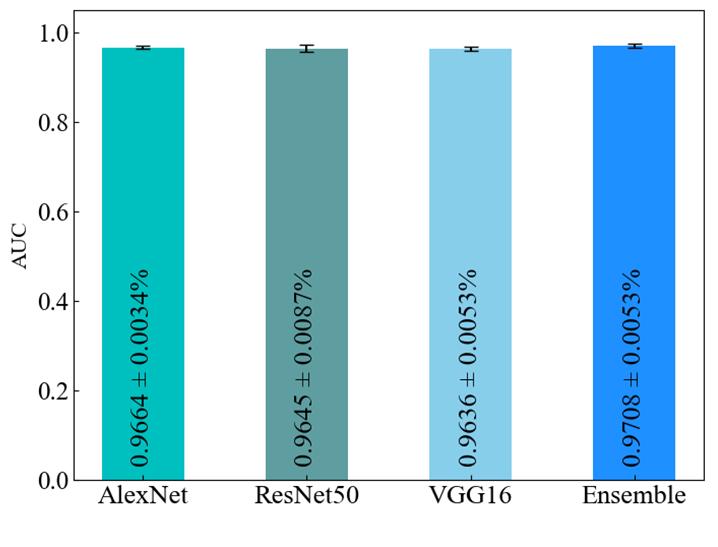 AUC
1.0
0.8
0.6
0.4
0.2
0.0
0.9664 ± 0.0034%
0.9645 ± 0.0087%
0.9636 ± 0.0053%
0.9708 ± 0.0053%
AlexNet
ResNet50
VGG16
Ensemble